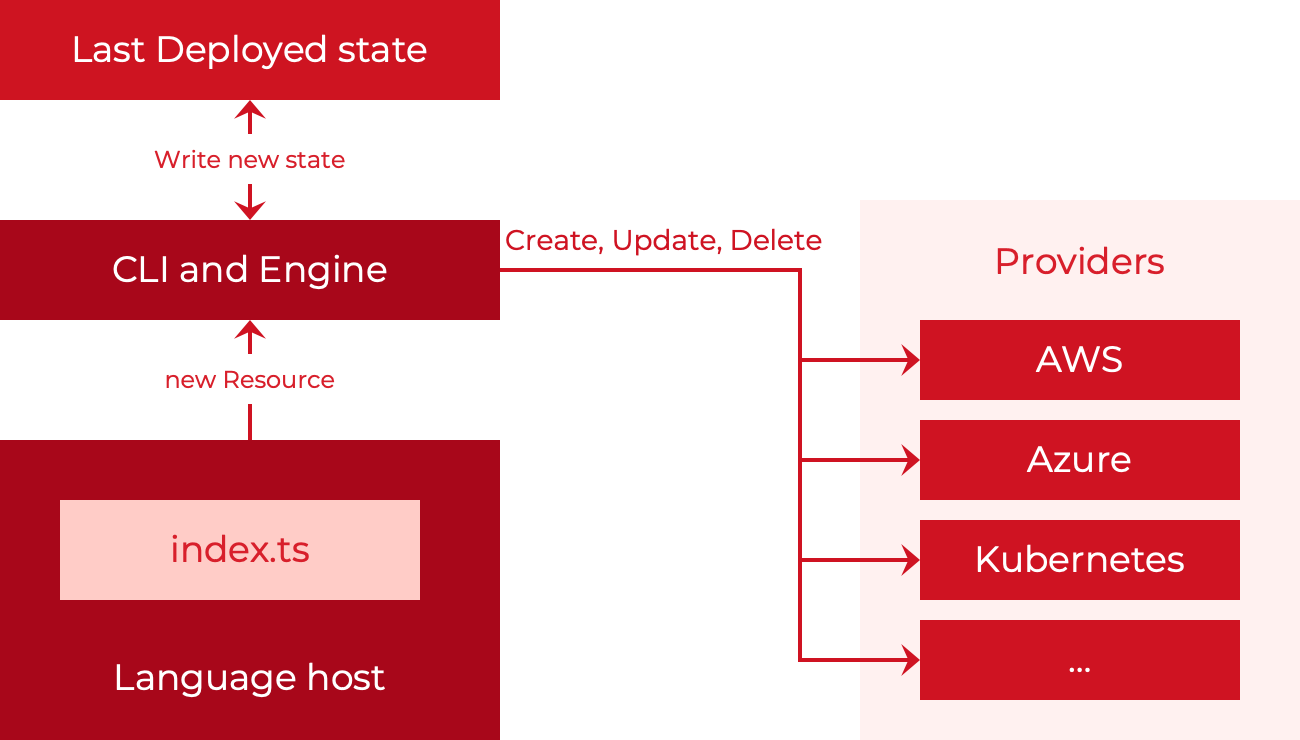 Last Deployed state
Write new state
CLI and Engine
Create, Update, Delete
new Resource
index.ts
Language host
Providers
AWS
Azure
Kubernetes
...